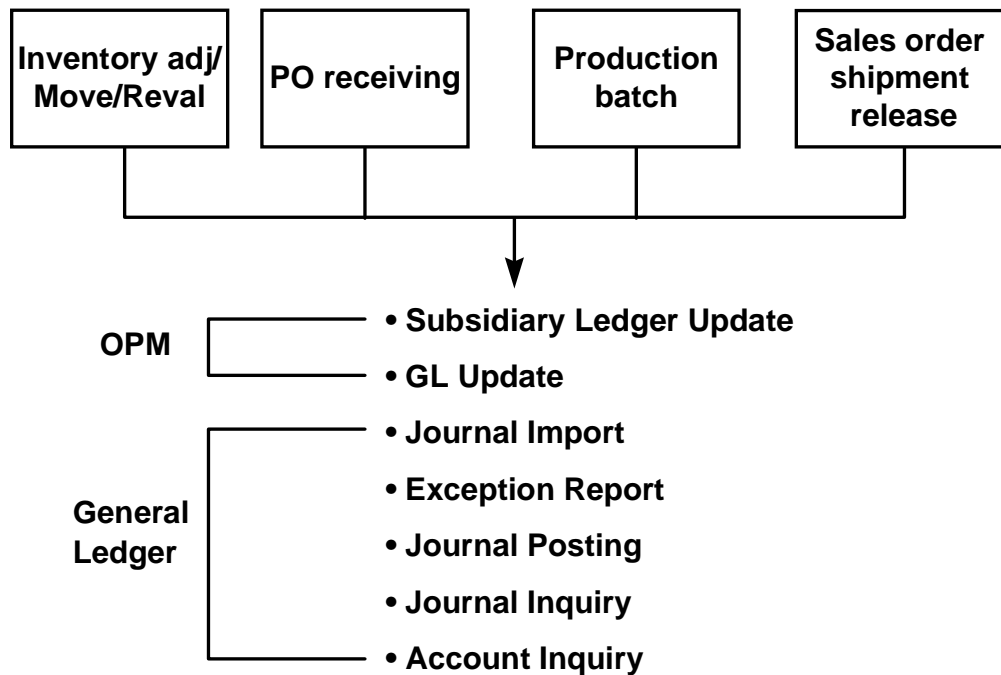 Inventory adj/
Move/Reval
PO receiving
Production
batch
Sales order
shipment
release
OPM
• Subsidiary Ledger Update
• GL Update
General
Ledger
• Journal Import
• Exception Report
• Journal Posting
• Journal Inquiry
• Account Inquiry